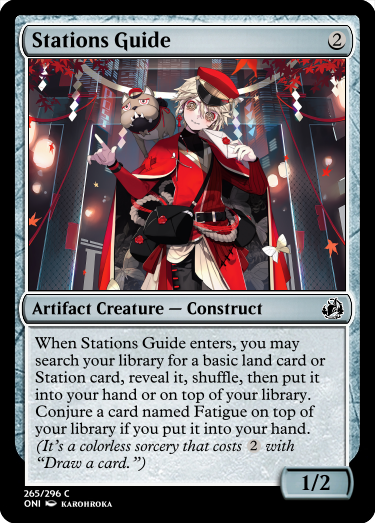 Stations Guide 2
Artifact Creature — Construct
When Stations Guide enters, you may
search your library for a basic land card or
Station card, reveal it, shuffle, then put it
into your hand or on top of your library.
Conjure a card named Fatigue on top of
your library if you put it into your hand.
(It's a colorless sorcery that costs 2 with
“Draw a card.”)
1/2
265/296 C
ONI KAROHROKA